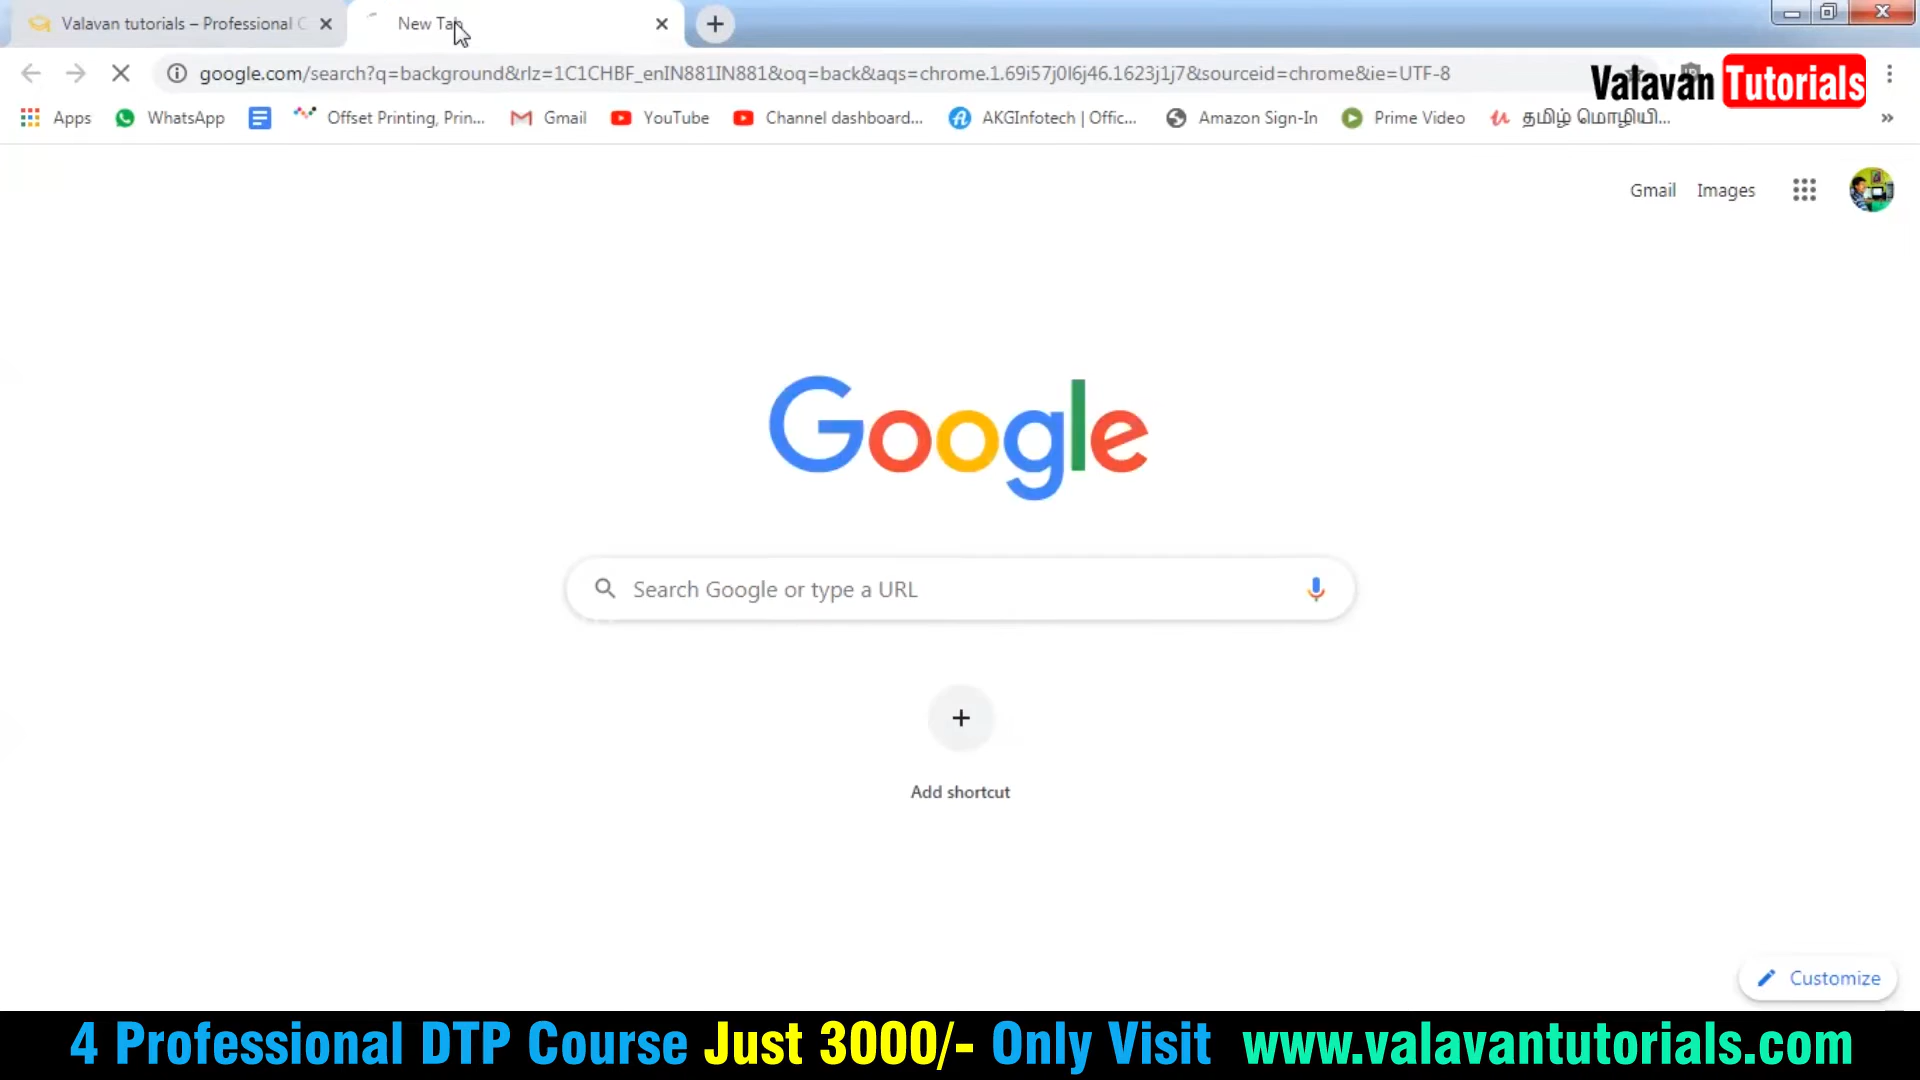 Valavan tutorials – Professional C
New Tab
google.com/search?q=background&rlz=1C1CHBF_enIN881IN881&oq=back&aqs=chrome.1.69i57j0l6j46.1623j1j7&sourceid=chrome&ie=UTF-8
Valavan Tutorials
Apps
WhatsApp
Offset Printing, Prin...
Gmail
YouTube
Channel dashboard...
AKGInfotech | Offic...
Amazon Sign-In
Prime Video
தமிழ் மொழியி...
»
Gmail
Images
Google
Search Google or type a URL
Add shortcut
Customize
4 Professional DTP Course Just 3000/- Only Visit www.valavantutorials.com